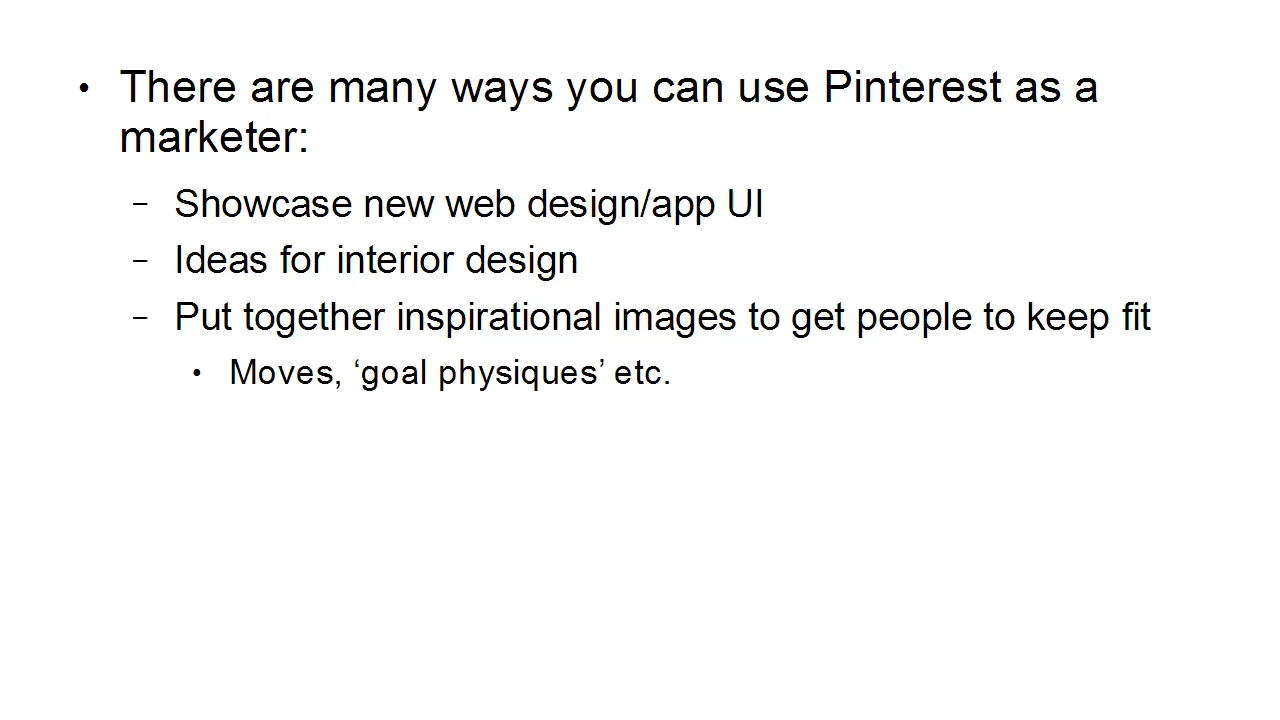 • There are many ways you can use Pinterest as a
marketer:
– Showcase new web design/app UI
– Ideas for interior design
– Put together inspirational images to get people to keep fit
• Moves, ‘goal physiques’ etc.